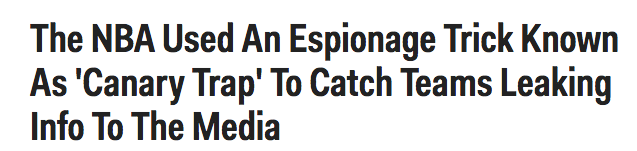 The NBA Used An Espionage Trick Known
As 'Canary Trap' To Catch Teams Leaking
Info To The Media